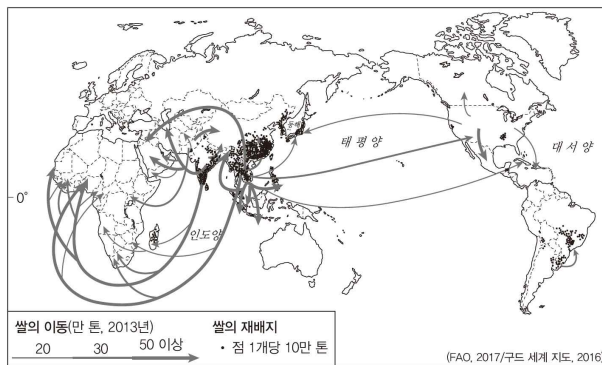 동해
태평양
대서양
0°
인도양
쌀의 이동(만 톤, 2013년)
20 30 50 이상
쌀의 재배지
• 점 1개당 10만 톤
(FAO, 2017/구드 세계 지도, 2016)